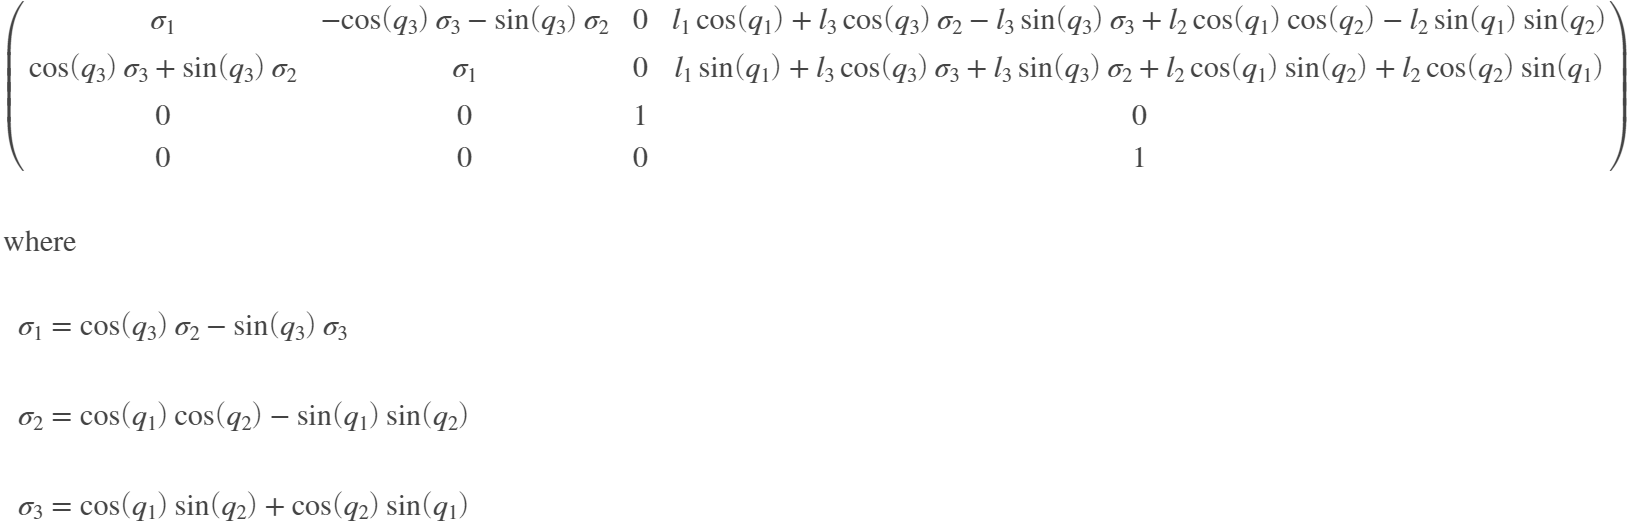 σ₁ −cos(q₃) σ₃ − sin(q₃) σ₂ 0 l₁ cos(q₁) + l₃ cos(q₃) σ₂ − l₃ sin(q₃) σ₃ + l₂ cos(q₁) cos(q₂) − l₂ sin(q₁) sin(q₂)
cos(q₃) σ₃ + sin(q₃) σ₂ σ₁ 0 l₁ sin(q₁) + l₃ cos(q₃) σ₃ + l₃ sin(q₃) σ₂ + l₂ cos(q₁) sin(q₂) + l₂ cos(q₂) sin(q₁)
0 0 1 0
0 0 0 1
where
σ₁ = cos(q₃) σ₂ − sin(q₃) σ₃
σ₂ = cos(q₁) cos(q₂) − sin(q₁) sin(q₂)
σ₃ = cos(q₁) sin(q₂) + cos(q₂) sin(q₁)